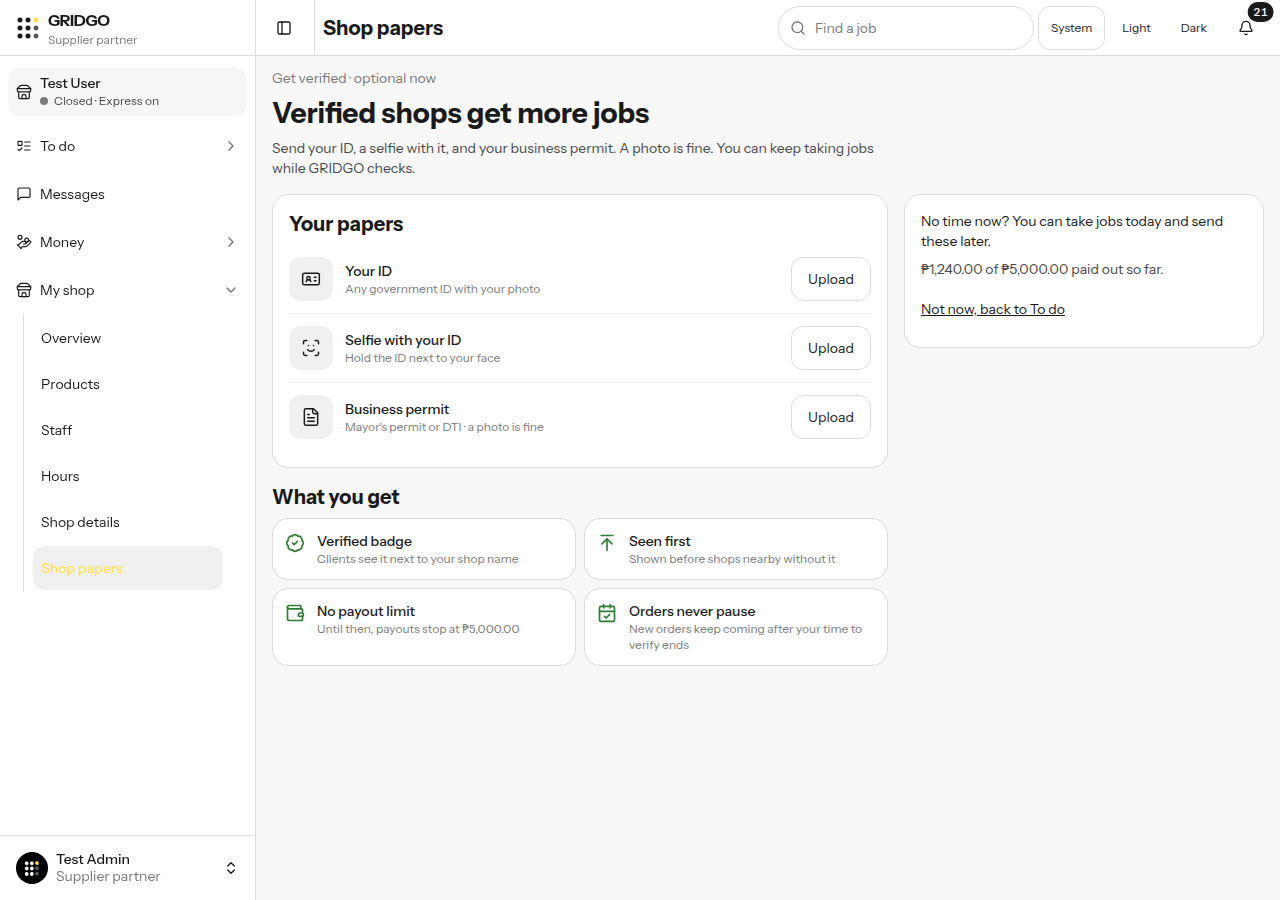 GRIDGO
Supplier partner
Shop papers
Find a job
System
Light
Dark
21
Test User
Closed · Express on
To do
Messages
Money
My shop
Overview
Products
Staff
Hours
Shop details
Shop papers
Test Admin
Supplier partner
Get verified · optional now
Verified shops get more jobs
Send your ID, a selfie with it, and your business permit. A photo is fine. You can keep taking jobs
while GRIDGO checks.
Your papers
Your ID
Any government ID with your photo
Upload
Selfie with your ID
Hold the ID next to your face
Upload
Business permit
Mayor's permit or DTI · a photo is fine
Upload
No time now? You can take jobs today and send
these later.
₱1,240.00 of ₱5,000.00 paid out so far.
Not now, back to To do
What you get
Verified badge
Clients see it next to your shop name
Seen first
Shown before shops nearby without it
No payout limit
Until then, payouts stop at ₱5,000.00
Orders never pause
New orders keep coming after your time to
verify ends